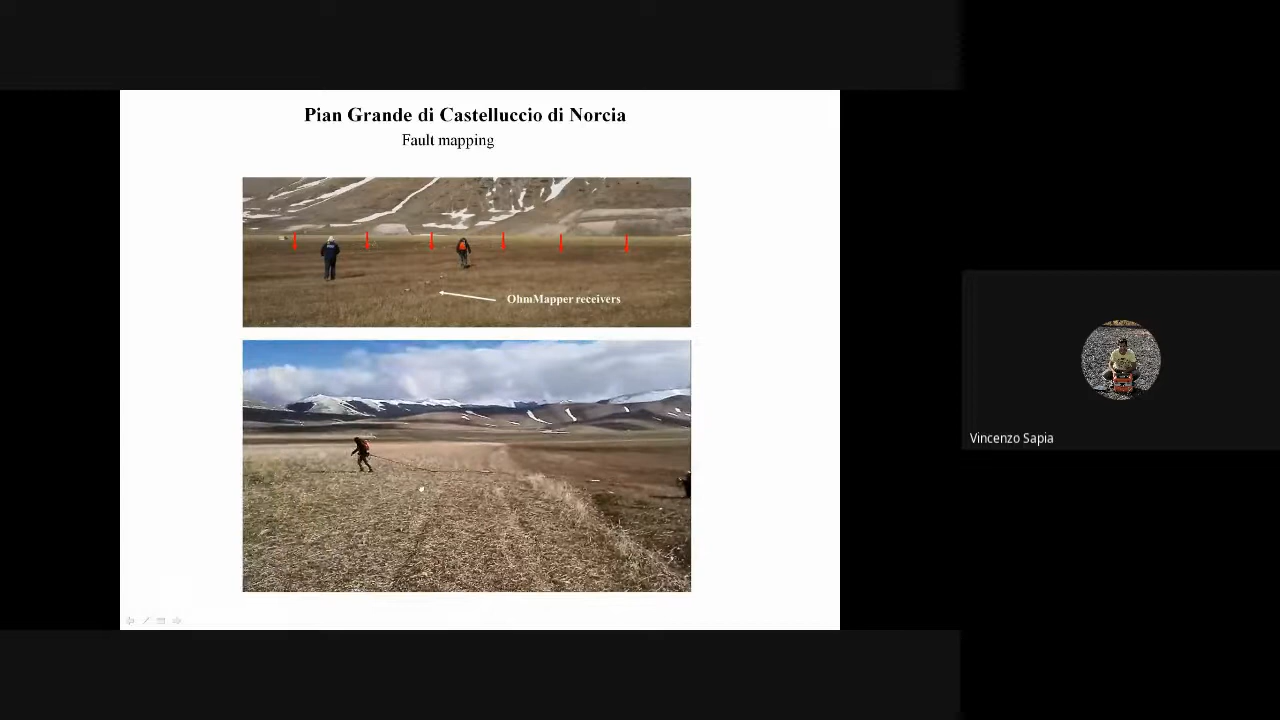 Pian Grande di Castelluccio di Norcia
Fault mapping
OhmMapper receivers
Vincenzo Sapia